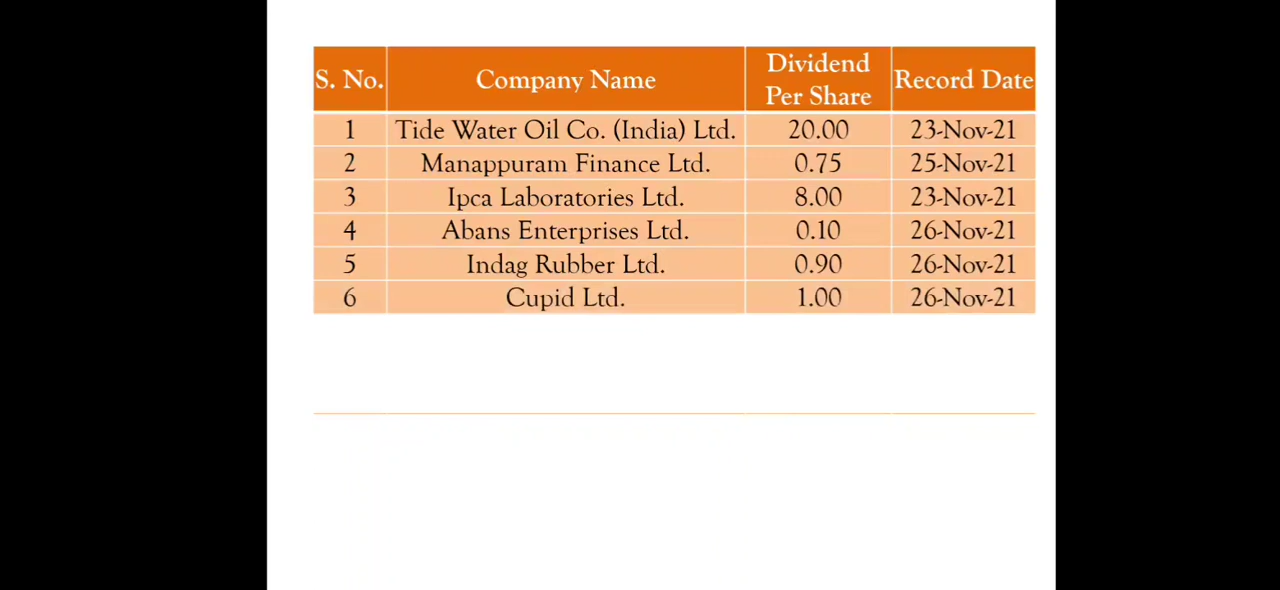 S. No. Company Name Dividend Per Share Record Date
1 Tide Water Oil Co. (India) Ltd. 20.00 23-Nov-21
2 Manappuram Finance Ltd. 0.75 25-Nov-21
3 Ipca Laboratories Ltd. 8.00 23-Nov-21
4 Abans Enterprises Ltd. 0.10 26-Nov-21
5 Indag Rubber Ltd. 0.90 26-Nov-21
6 Cupid Ltd. 1.00 26-Nov-21